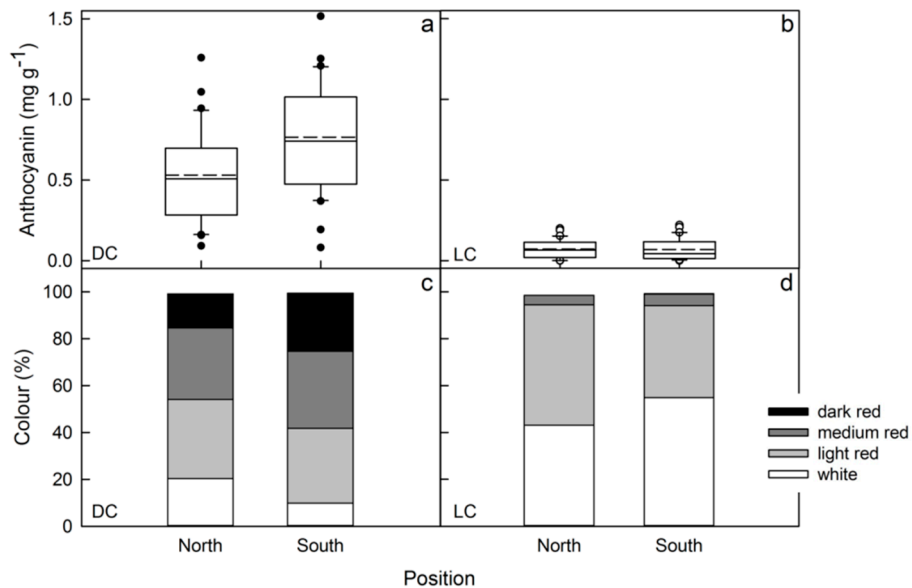 1.5
1.0
0.5
0.0
Anthocyanin (mg g⁻¹)
a
DC
b
LC
100
80
60
40
20
0
Colour (%)
c
DC
d
LC
dark red
medium red
light red
white
North South North South
Position